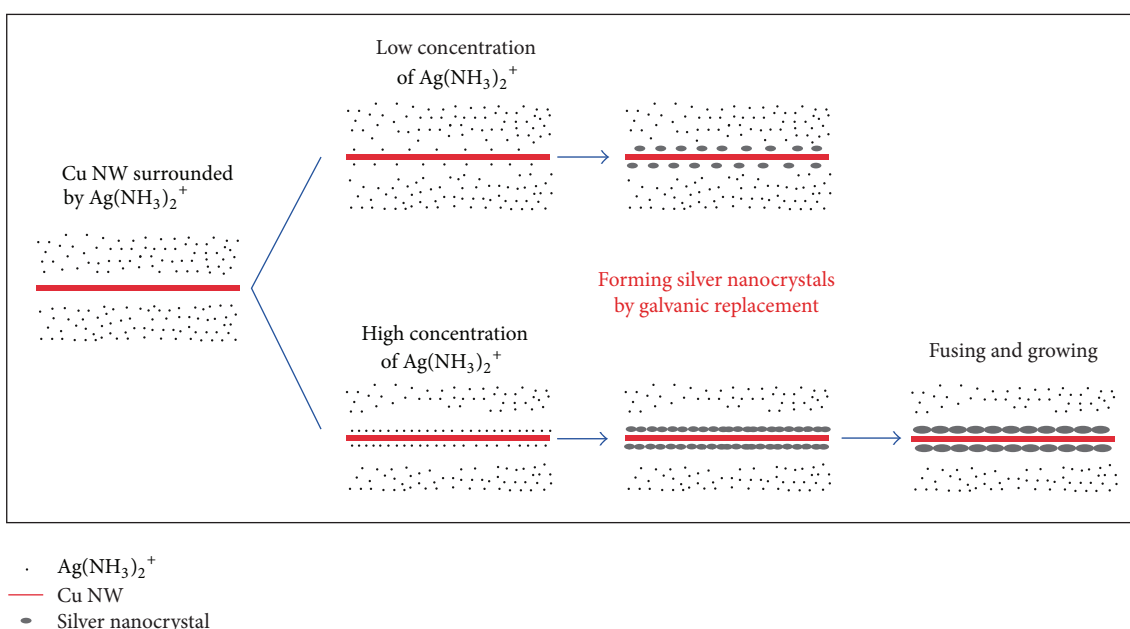 Low concentration
of Ag(NH₃)₂⁺
Cu NW surrounded
by Ag(NH₃)₂⁺
Forming silver nanocrystals
by galvanic replacement
High concentration
of Ag(NH₃)₂⁺
Fusing and growing
Ag(NH₃)₂⁺
Cu NW
Silver nanocrystal